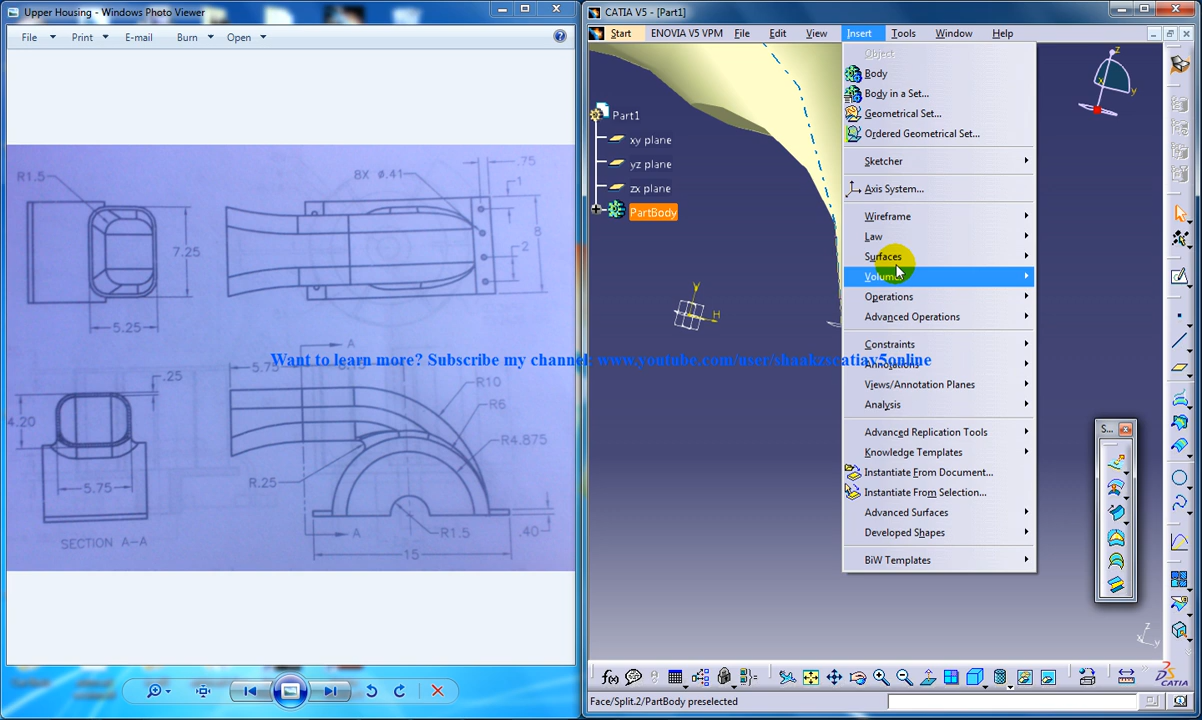 Upper Housing - Windows Photo Viewer
File Print E-mail Burn Open
R1.5
7.25
5.25
8X ø.41
.75
1
8
2
.25
4.20
5.75
SECTION A-A
5.75
A
R10
R6
R4.875
R.25
A
R1.5
.40
15
Want to learn more? Subscribe my channel: www.youtube.com/user/shaakzscatiay5online
CATIA V5 - [Part1]
Start ENOVIA V5 VPM File Edit View Insert Tools Window Help
Part1
xy plane
yz plane
zx plane
PartBody
Object
Body
Body in a Set...
Geometrical Set...
Ordered Geometrical Set...
Sketcher
Axis System...
Wireframe
Law
Surfaces
Volumes
Operations
Advanced Operations
Constraints
Annotations
Views/Annotation Planes
Analysis
Advanced Replication Tools
Knowledge Templates
Instantiate From Document...
Instantiate From Selection...
Advanced Surfaces
Developed Shapes
BiW Templates
z
y
x
Y
H
S...
z
x
y
f(x)
CATIA
Face/Split.2/PartBody preselected